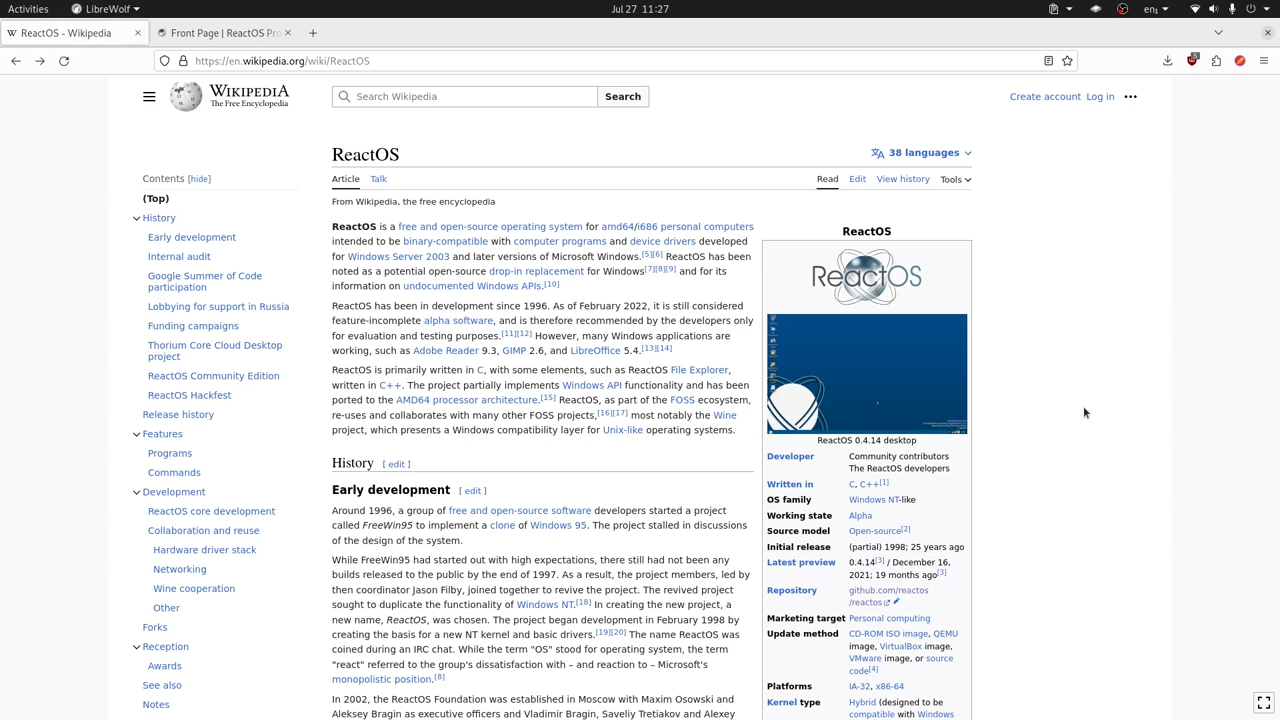 Activities
LibreWolf
Jul 27 11:27
en
ReactOS - Wikipedia
Front Page | ReactOS Pro
https://en.wikipedia.org/wiki/ReactOS
5
WIKIPEDIA
The Free Encyclopedia
Search Wikipedia
Search
Create account Log in
Contents [hide]
(Top)
History
Early development
Internal audit
Google Summer of Code
participation
Lobbying for support in Russia
Funding campaigns
Thorium Core Cloud Desktop
project
ReactOS Community Edition
ReactOS Hackfest
Release history
Features
Programs
Commands
Development
ReactOS core development
Collaboration and reuse
Hardware driver stack
Networking
Wine cooperation
Other
Forks
Reception
Awards
See also
Notes
ReactOS
38 languages
Article Talk
Read Edit View history Tools
From Wikipedia, the free encyclopedia
ReactOS is a free and open-source operating system for amd64/i686 personal computers
intended to be binary-compatible with computer programs and device drivers developed
for Windows Server 2003 and later versions of Microsoft Windows.[5][6] ReactOS has been
noted as a potential open-source drop-in replacement for Windows[7][8][9] and for its
information on undocumented Windows APIs.[10]
ReactOS has been in development since 1996. As of February 2022, it is still considered
feature-incomplete alpha software, and is therefore recommended by the developers only
for evaluation and testing purposes.[11][12] However, many Windows applications are
working, such as Adobe Reader 9.3, GIMP 2.6, and LibreOffice 5.4.[13][14]
ReactOS is primarily written in C, with some elements, such as ReactOS File Explorer,
written in C++. The project partially implements Windows API functionality and has been
ported to the AMD64 processor architecture.[15] ReactOS, as part of the FOSS ecosystem,
re-uses and collaborates with many other FOSS projects,[16][17] most notably the Wine
project, which presents a Windows compatibility layer for Unix-like operating systems.
History [ edit ]
Early development [ edit ]
Around 1996, a group of free and open-source software developers started a project
called FreeWin95 to implement a clone of Windows 95. The project stalled in discussions
of the design of the system.
While FreeWin95 had started out with high expectations, there still had not been any
builds released to the public by the end of 1997. As a result, the project members, led by
then coordinator Jason Filby, joined together to revive the project. The revived project
sought to duplicate the functionality of Windows NT.[18] In creating the new project, a
new name, ReactOS, was chosen. The project began development in February 1998 by
creating the basis for a new NT kernel and basic drivers.[19][20] The name ReactOS was
coined during an IRC chat. While the term "OS" stood for operating system, the term
"react" referred to the group's dissatisfaction with – and reaction to – Microsoft's
monopolistic position.[8]
In 2002, the ReactOS Foundation was established in Moscow with Maxim Osowski and
Aleksey Bragin as executive officers and Vladimir Bragin, Saveliy Tretiakov and Alexey
ReactOS
ReactOS
ReactOS 0.4.14 desktop
Developer Community contributors
The ReactOS developers
Written in C, C++[1]
OS family Windows NT-like
Working state Alpha
Source model Open-source[2]
Initial release (partial) 1998; 25 years ago
Latest preview 0.4.14[3] / December 16,
2021; 19 months ago[3]
Repository github.com/reactos
/reactos
Marketing target Personal computing
Update method CD-ROM ISO image, QEMU
image, VirtualBox image,
VMware image, or source
code[4]
Platforms IA-32, x86-64
Kernel type Hybrid (designed to be
compatible with Windows